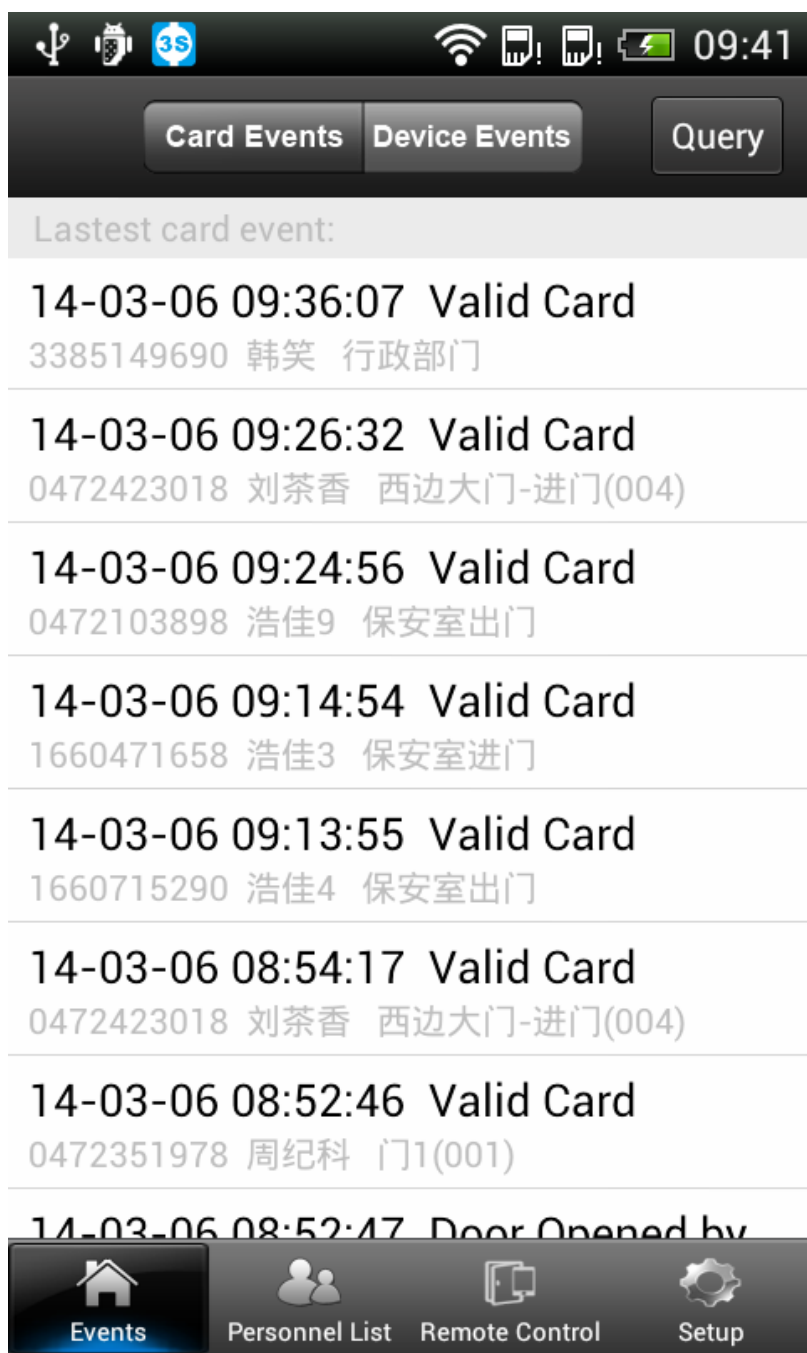 3S 09:41
Card Events Device Events Query
Lastest card event:
14-03-06 09:36:07 Valid Card
3385149690 韩笑 行政部门
14-03-06 09:26:32 Valid Card
0472423018 刘茶香 西边大门-进门(004)
14-03-06 09:24:56 Valid Card
0472103898 浩佳9 保安室出门
14-03-06 09:14:54 Valid Card
1660471658 浩佳3 保安室进门
14-03-06 09:13:55 Valid Card
1660715290 浩佳4 保安室出门
14-03-06 08:54:17 Valid Card
0472423018 刘茶香 西边大门-进门(004)
14-03-06 08:52:46 Valid Card
0472351978 周纪科 门1(001)
14-03-06 08:52:47 Door Opened by
Events Personnel List Remote Control Setup